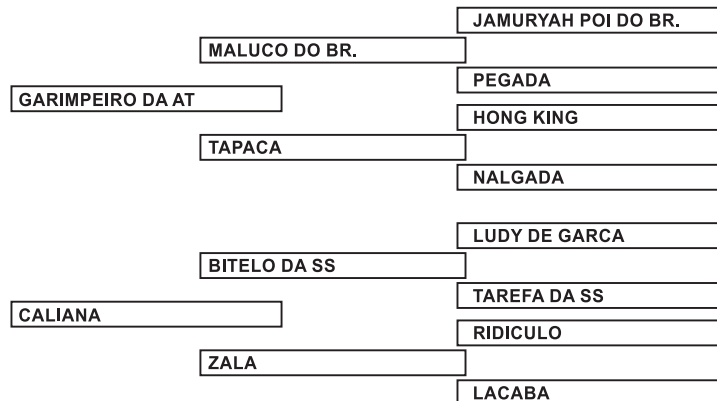 JAMURYAH POI DO BR.
MALUCO DO BR.
PEGADA
GARIMPEIRO DA AT
HONG KING
TAPACA
NALGADA
LUDY DE GARCA
BITELO DA SS
TAREFA DA SS
CALIANA
RIDICULO
ZALA
LACABA